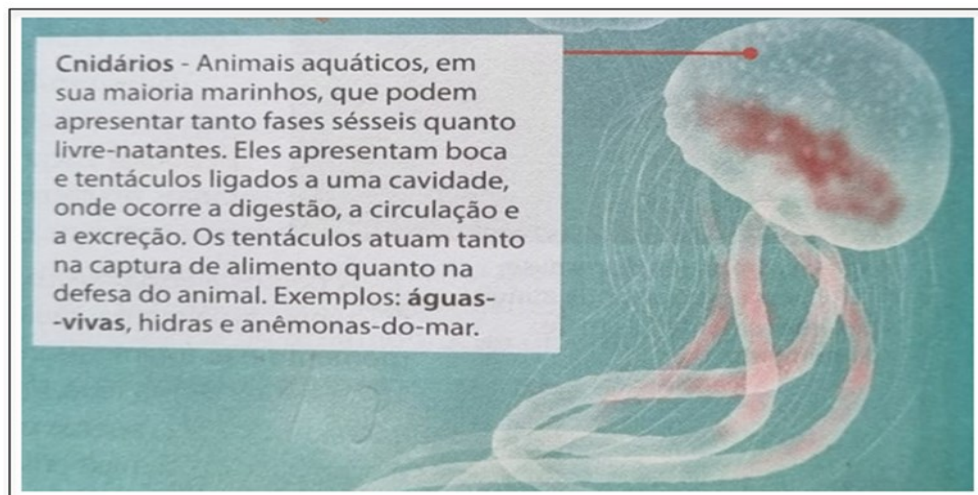 Cnidários - Animais aquáticos, em
sua maioria marinhos, que podem
apresentar tanto fases sésseis quanto
livre-natantes. Eles apresentam boca
e tentáculos ligados a uma cavidade,
onde ocorre a digestão, a circulação e
a excreção. Os tentáculos atuam tanto
na captura de alimento quanto na
defesa do animal. Exemplos: águas-
-vivas, hidras e anêmonas-do-mar.